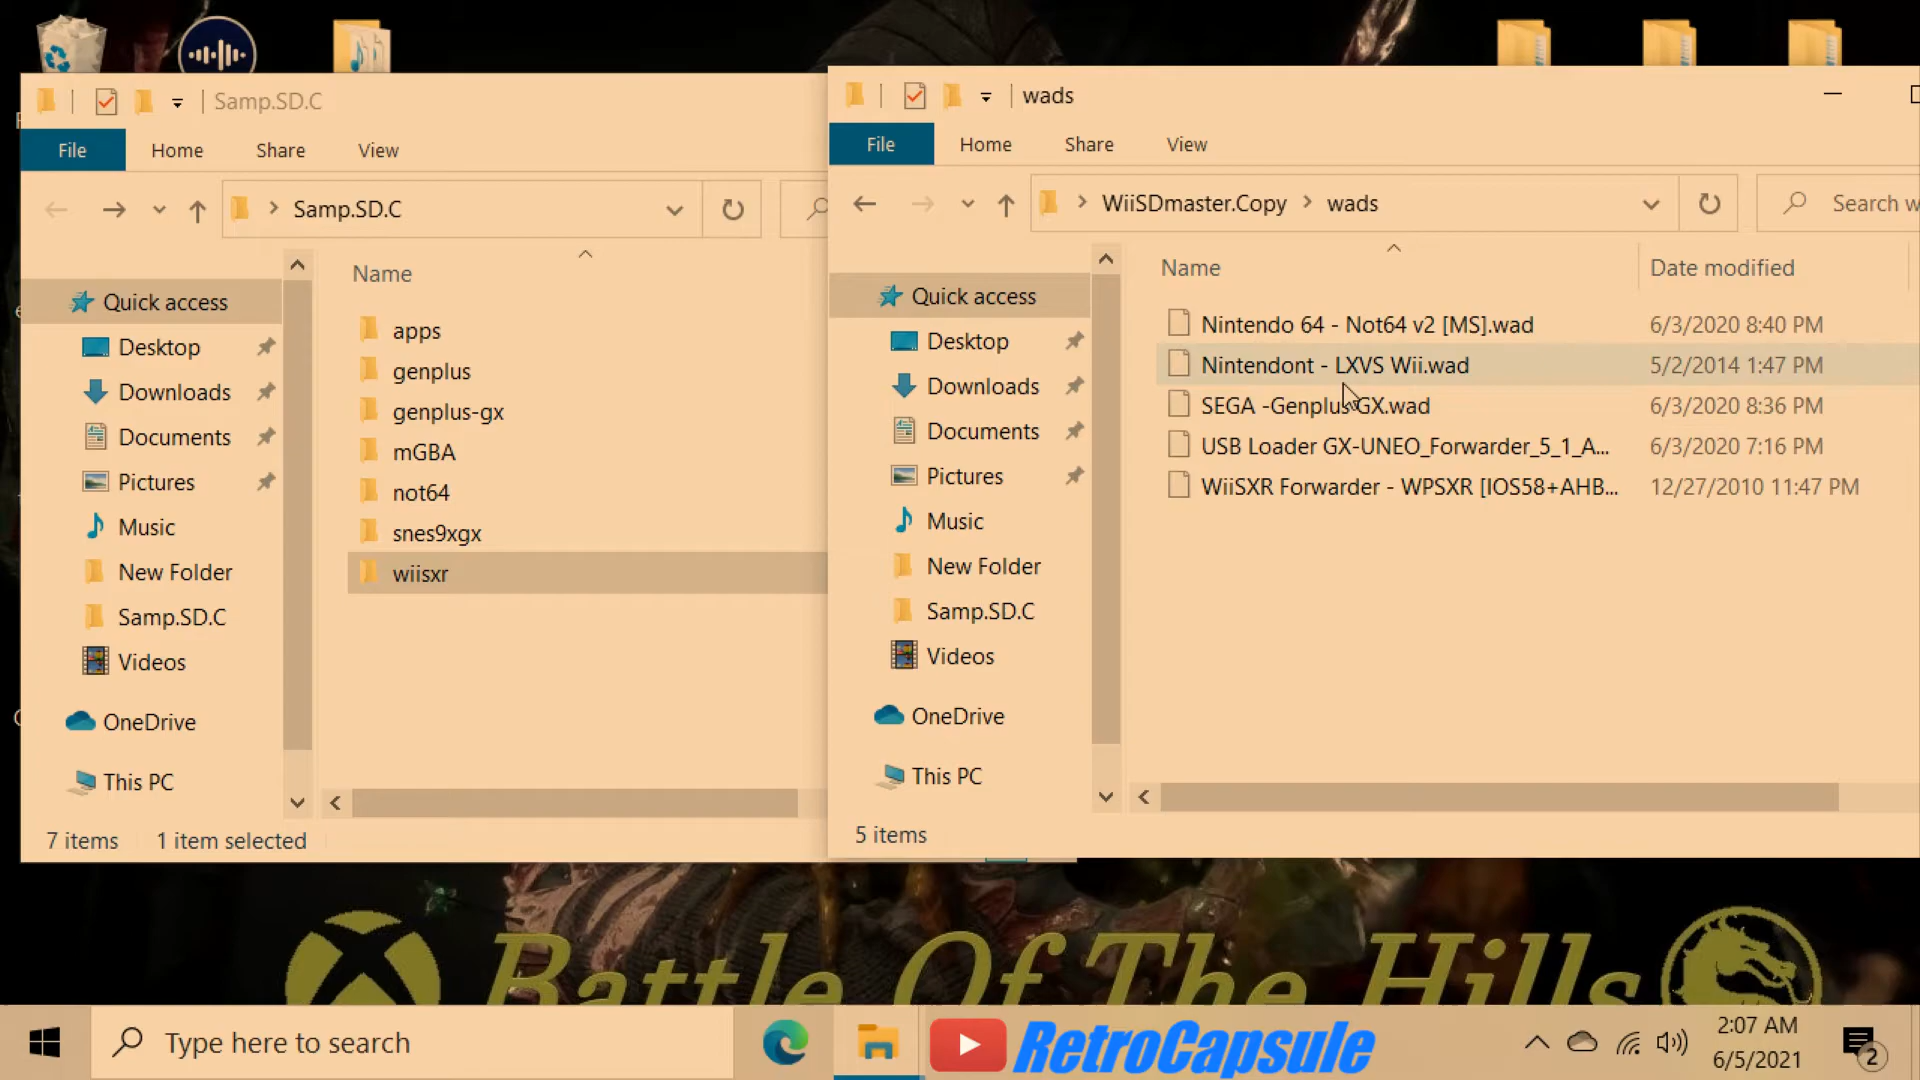 Samp.SD.C
File Home Share View
Samp.SD.C
Name
Quick access
Desktop
Downloads
Documents
Pictures
Music
New Folder
Samp.SD.C
Videos
OneDrive
This PC
apps
genplus
genplus-gx
mGBA
not64
snes9xgx
wiisxr
7 items 1 item selected
wads
File Home Share View
WiiSDmaster.Copy > wads
Search w
Name Date modified
Quick access
Desktop
Downloads
Documents
Pictures
Music
New Folder
Samp.SD.C
Videos
OneDrive
This PC
Nintendo 64 - Not64 v2 [MS].wad 6/3/2020 8:40 PM
Nintendont - LXVS Wii.wad 5/2/2014 1:47 PM
SEGA -Genplus GX.wad 6/3/2020 8:36 PM
USB Loader GX-UNEO_Forwarder_5_1_A... 6/3/2020 7:16 PM
WiiSXR Forwarder - WPSXR [IOS58+AHB... 12/27/2010 11:47 PM
5 items
Battle Of The Hills
Type here to search
RetroCapsule
2:07 AM
6/5/2021
2